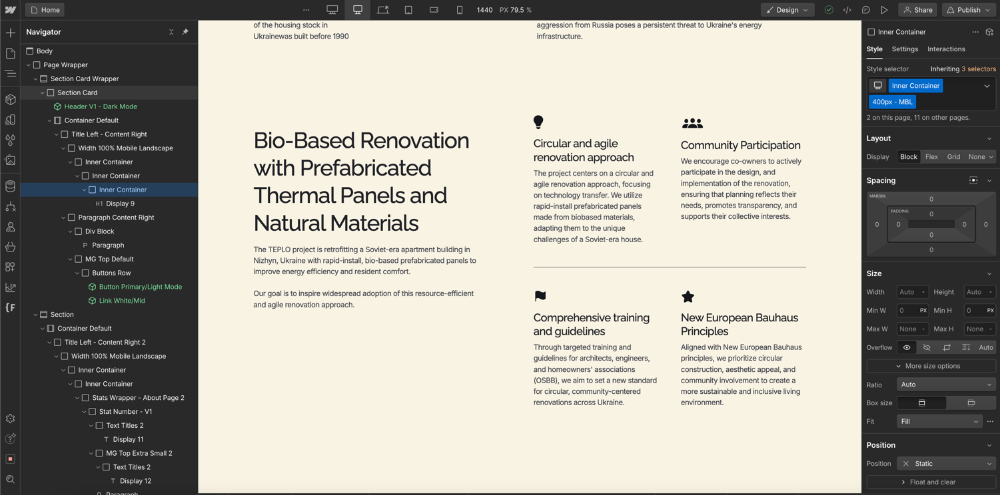 Home
1440 PX 79.5 %
Design
Share
Publish
Navigator
Body
Page Wrapper
Section Card Wrapper
Section Card
Header V1 - Dark Mode
Container Default
Title Left - Content Right
Width 100% Mobile Landscape
Inner Container
Inner Container
Inner Container
H1 Display 9
Paragraph Content Right
Div Block
P Paragraph
MG Top Default
Buttons Row
Button Primary/Light Mode
Link White/Mid
Section
Container Default
Title Left - Content Right 2
Width 100% Mobile Landscape
Inner Container
Inner Container
Stats Wrapper - About Page 2
Stat Number - V1
Text Titles 2
T Display 11
MG Top Extra Small 2
Text Titles 2
T Display 12
Paragraph
of the housing stock in
Ukrainewas built before 1990
aggression from Russia poses a persistent threat to Ukraine's energy
infrastructure.
Bio-Based Renovation
with Prefabricated
Thermal Panels and
Natural Materials
The TEPLO project is retrofitting a Soviet-era apartment building in
Nizhyn, Ukraine with rapid-install, bio-based prefabricated panels to
improve energy efficiency and resident comfort.
Our goal is to inspire widespread adoption of this resource-efficient
and agile renovation approach.
Circular and agile
renovation approach
The project centers on a circular and
agile renovation approach, focusing
on technology transfer. We utilize
rapid-install prefabricated panels
made from biobased materials,
adapting them to the unique
challenges of a Soviet-era house.
Community Participation
We encourage co-owners to actively
participate in the design, and
implementation of the renovation,
ensuring that planning reflects their
needs, promotes transparency, and
supports their collective interests.
Comprehensive training
and guidelines
Through targeted training and
guidelines for architects, engineers,
and homeowners' associations
(OSBB), we aim to set a new standard
for circular, community-centered
renovations across Ukraine.
New European Bauhaus
Principles
Aligned with New European Bauhaus
principles, we prioritize circular
construction, aesthetic appeal, and
community involvement to create a
more sustainable and inclusive living
environment.
Inner Container
Style Settings Interactions
Style selector Inheriting 3 selectors
Inner Container
400px - MBL
2 on this page, 11 on other pages.
Layout
Display Block Flex Grid None
Spacing
MARGIN
0
PADDING
0
0 0 0 0
0
0
Size
Width Auto - Height Auto -
Min W 0 PX Min H 0 PX
Max W None - Max H None -
Overflow Auto
More size options
Ratio Auto
Box size
Fit Fill
Position
Position Static
Float and clear